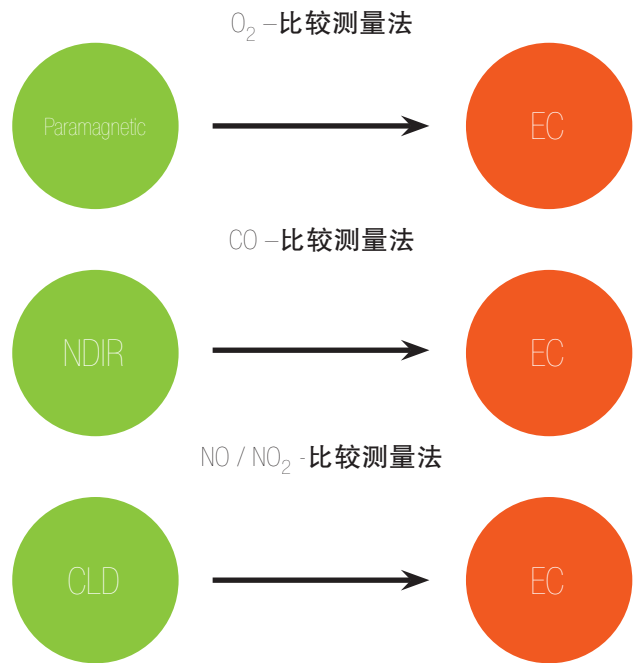 O₂ –比较测量法
Paramagnetic
EC
CO –比较测量法
NDIR
EC
NO / NO₂ -比较测量法
CLD
EC